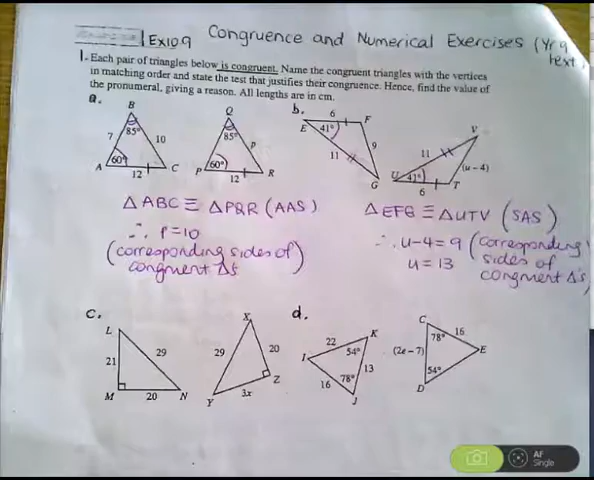 Ex10.9 Congruence and Numerical Exercises (Yr 9
text
1. Each pair of triangles below is congruent. Name the congruent triangles with the vertices
in matching order and state the test that justifies their congruence. Hence, find the value of
the pronumeral, giving a reason. All lengths are in cm.
a.
B
85°
7
10
60°
A
12
C
Q
85°
p
60°
P
12
R
b.
6
E
F
41°
9
11
G
V
11
(u − 4)
U
41°
6
T
△ABC ≡ △PQR (AAS)
∴ p=10
(corresponding sides of
congruent Δs)
△EFG ≡ △UTV (SAS)
∴ u-4=9 (corresponding
u=13 sides of
congruent Δ's)
c.
L
21
29
M
20
N
X
29
20
Z
3x
Y
d.
22
K
I
54°
13
16
78°
J
C
16
78°
(2e − 7)
E
54°
D
AF
Single